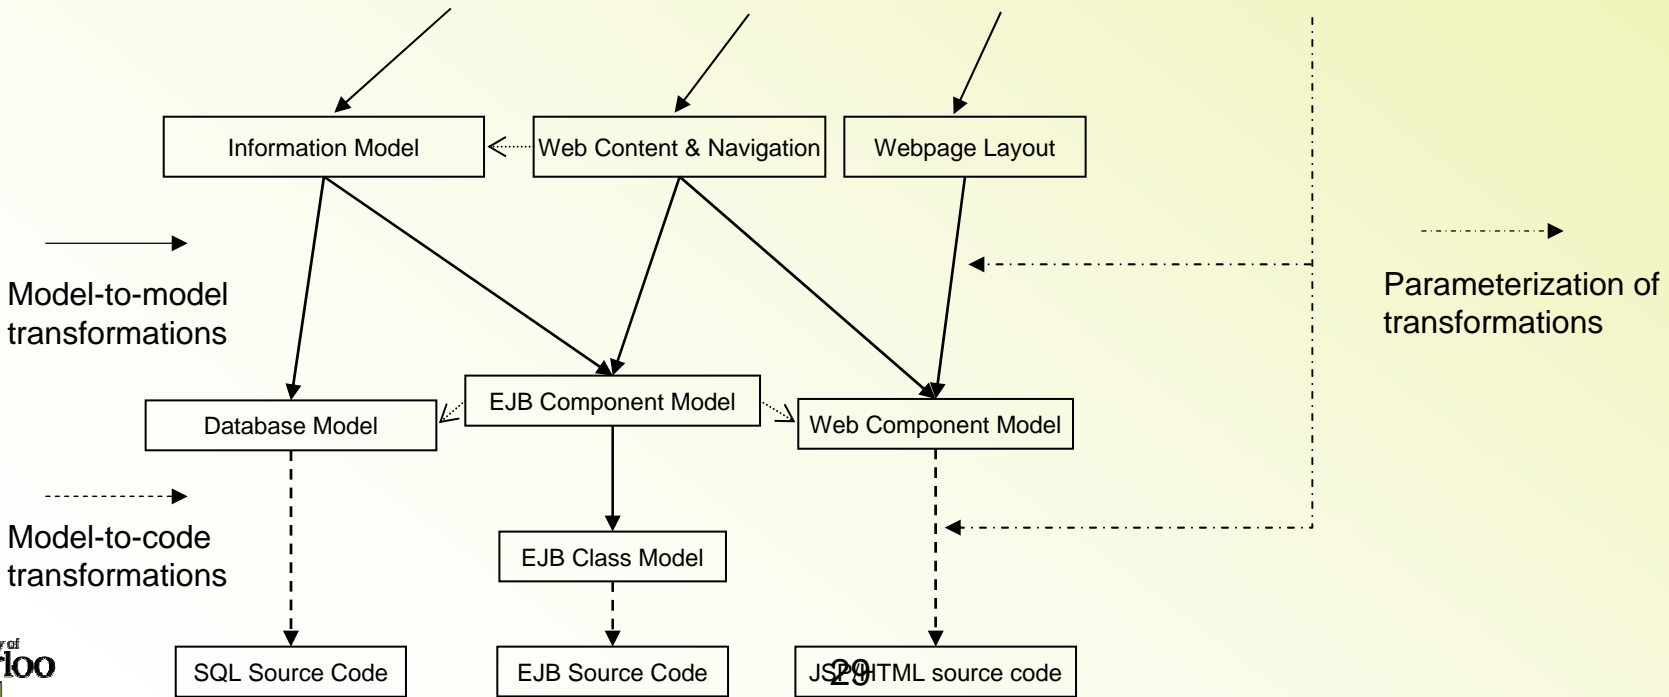 Information Model
Web Content & Navigation
Webpage Layout
Model-to-model
transformations
Parameterization of
transformations
EJB Component Model
Database Model
Web Component Model
Model-to-code
transformations
EJB Class Model
SQL Source Code
EJB Source Code
JSP/HTML source code
29